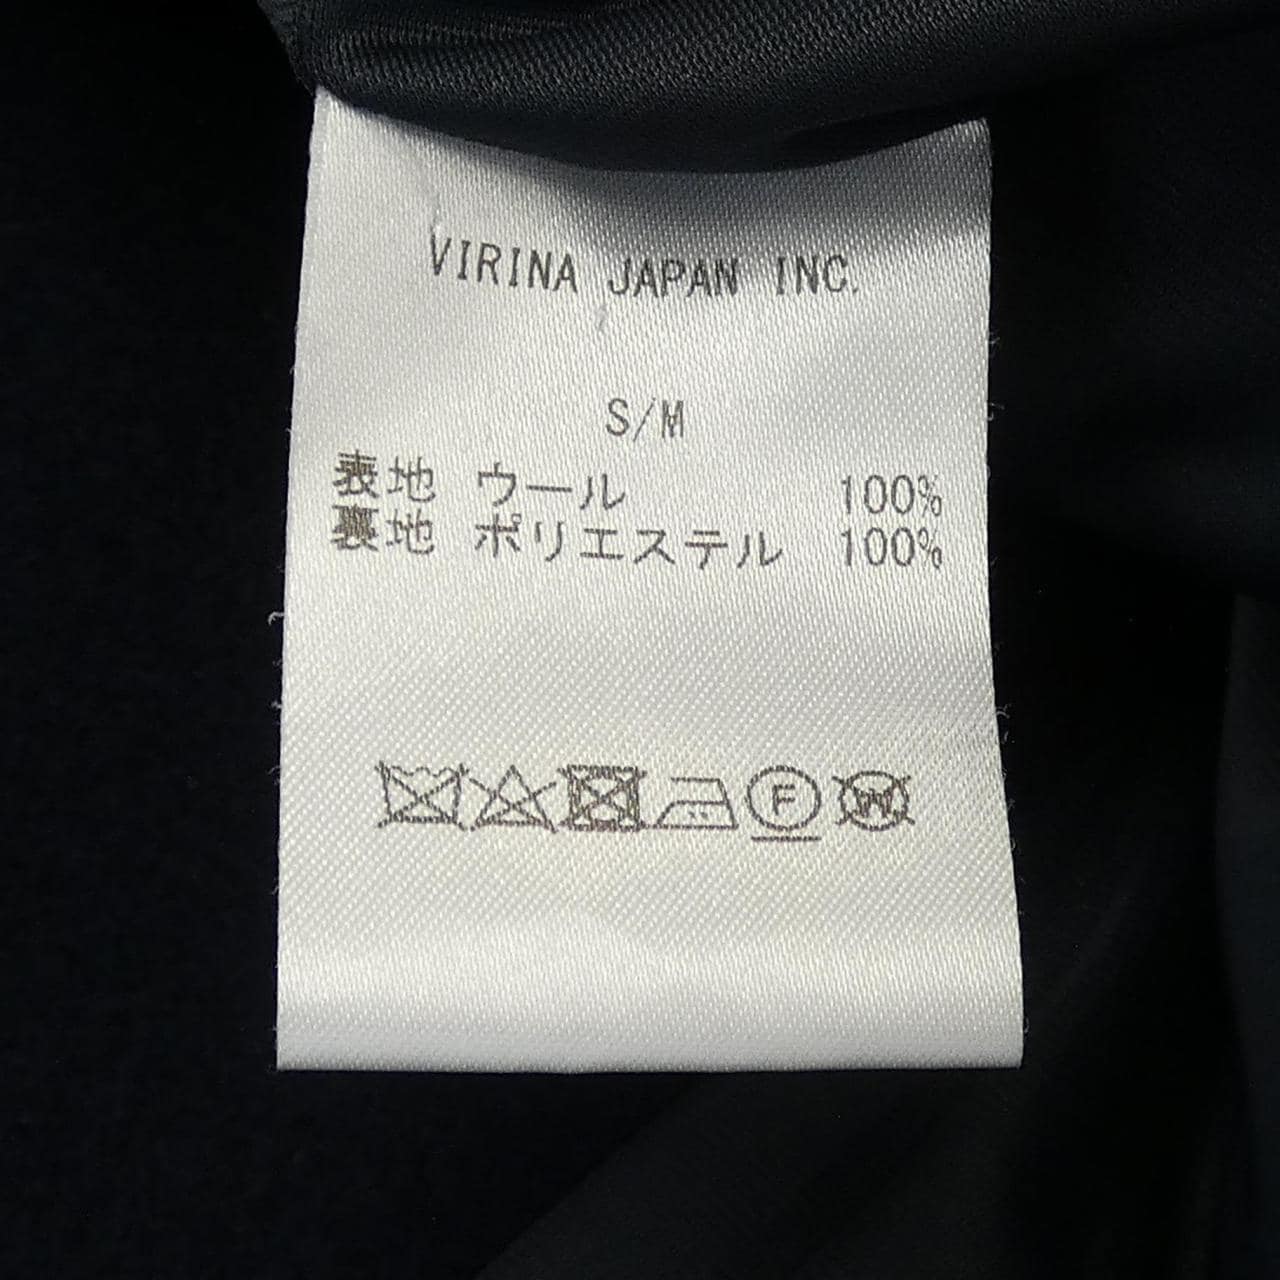 VIRINA JAPAN INC.
S/M
表地 ウール 100%
裏地 ポリエステル 100%
F W